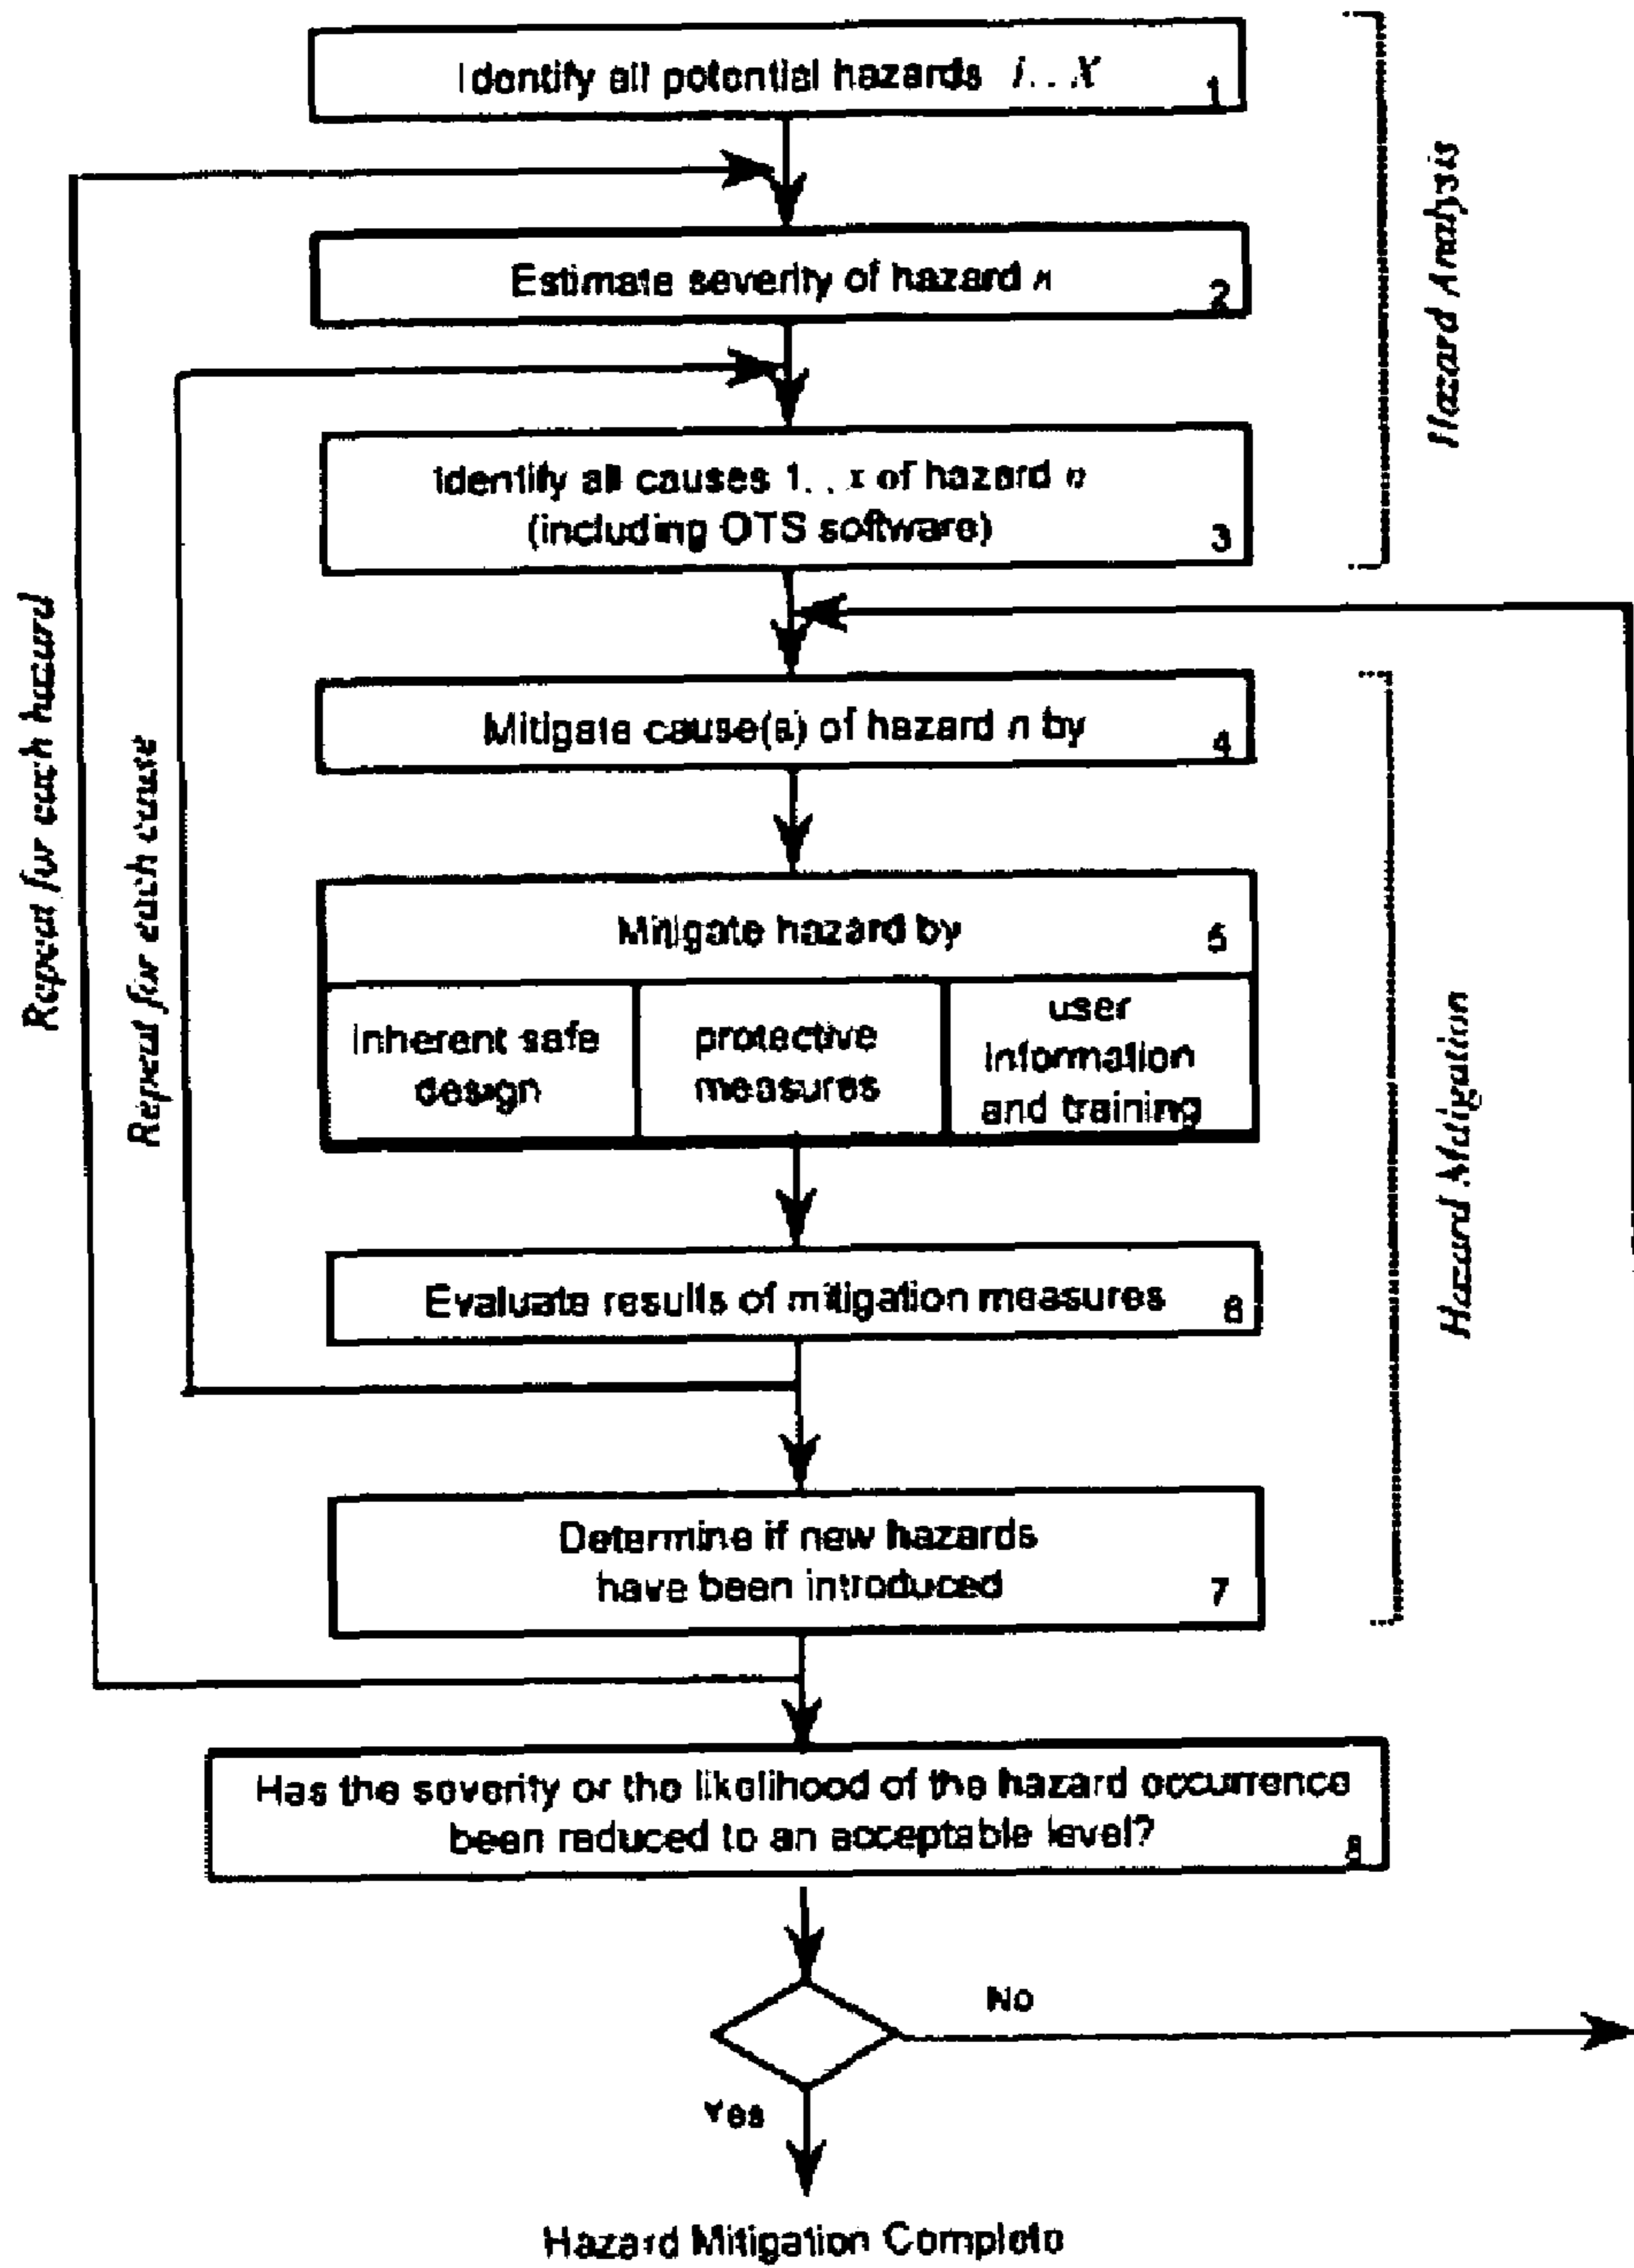 Identify all potential hazards i...X
1
Estimate severity of hazard n
2
Identify all causes 1...x of hazard n
(including OTS software)
3
Mitigate cause(s) of hazard n by
4
Mitigate hazard by
5
inherent safe
design
protective
measures
user
information
and training
Evaluate results of mitigation measures
6
Determine if new hazards
have been introduced
7
Has the severity or the likelihood of the hazard occurrence
been reduced to an acceptable level?
8
No
Yes
Hazard Mitigation Complete
Repeat for each hazard
Repeat for each cause
Hazard Analysis
Hazard Mitigation